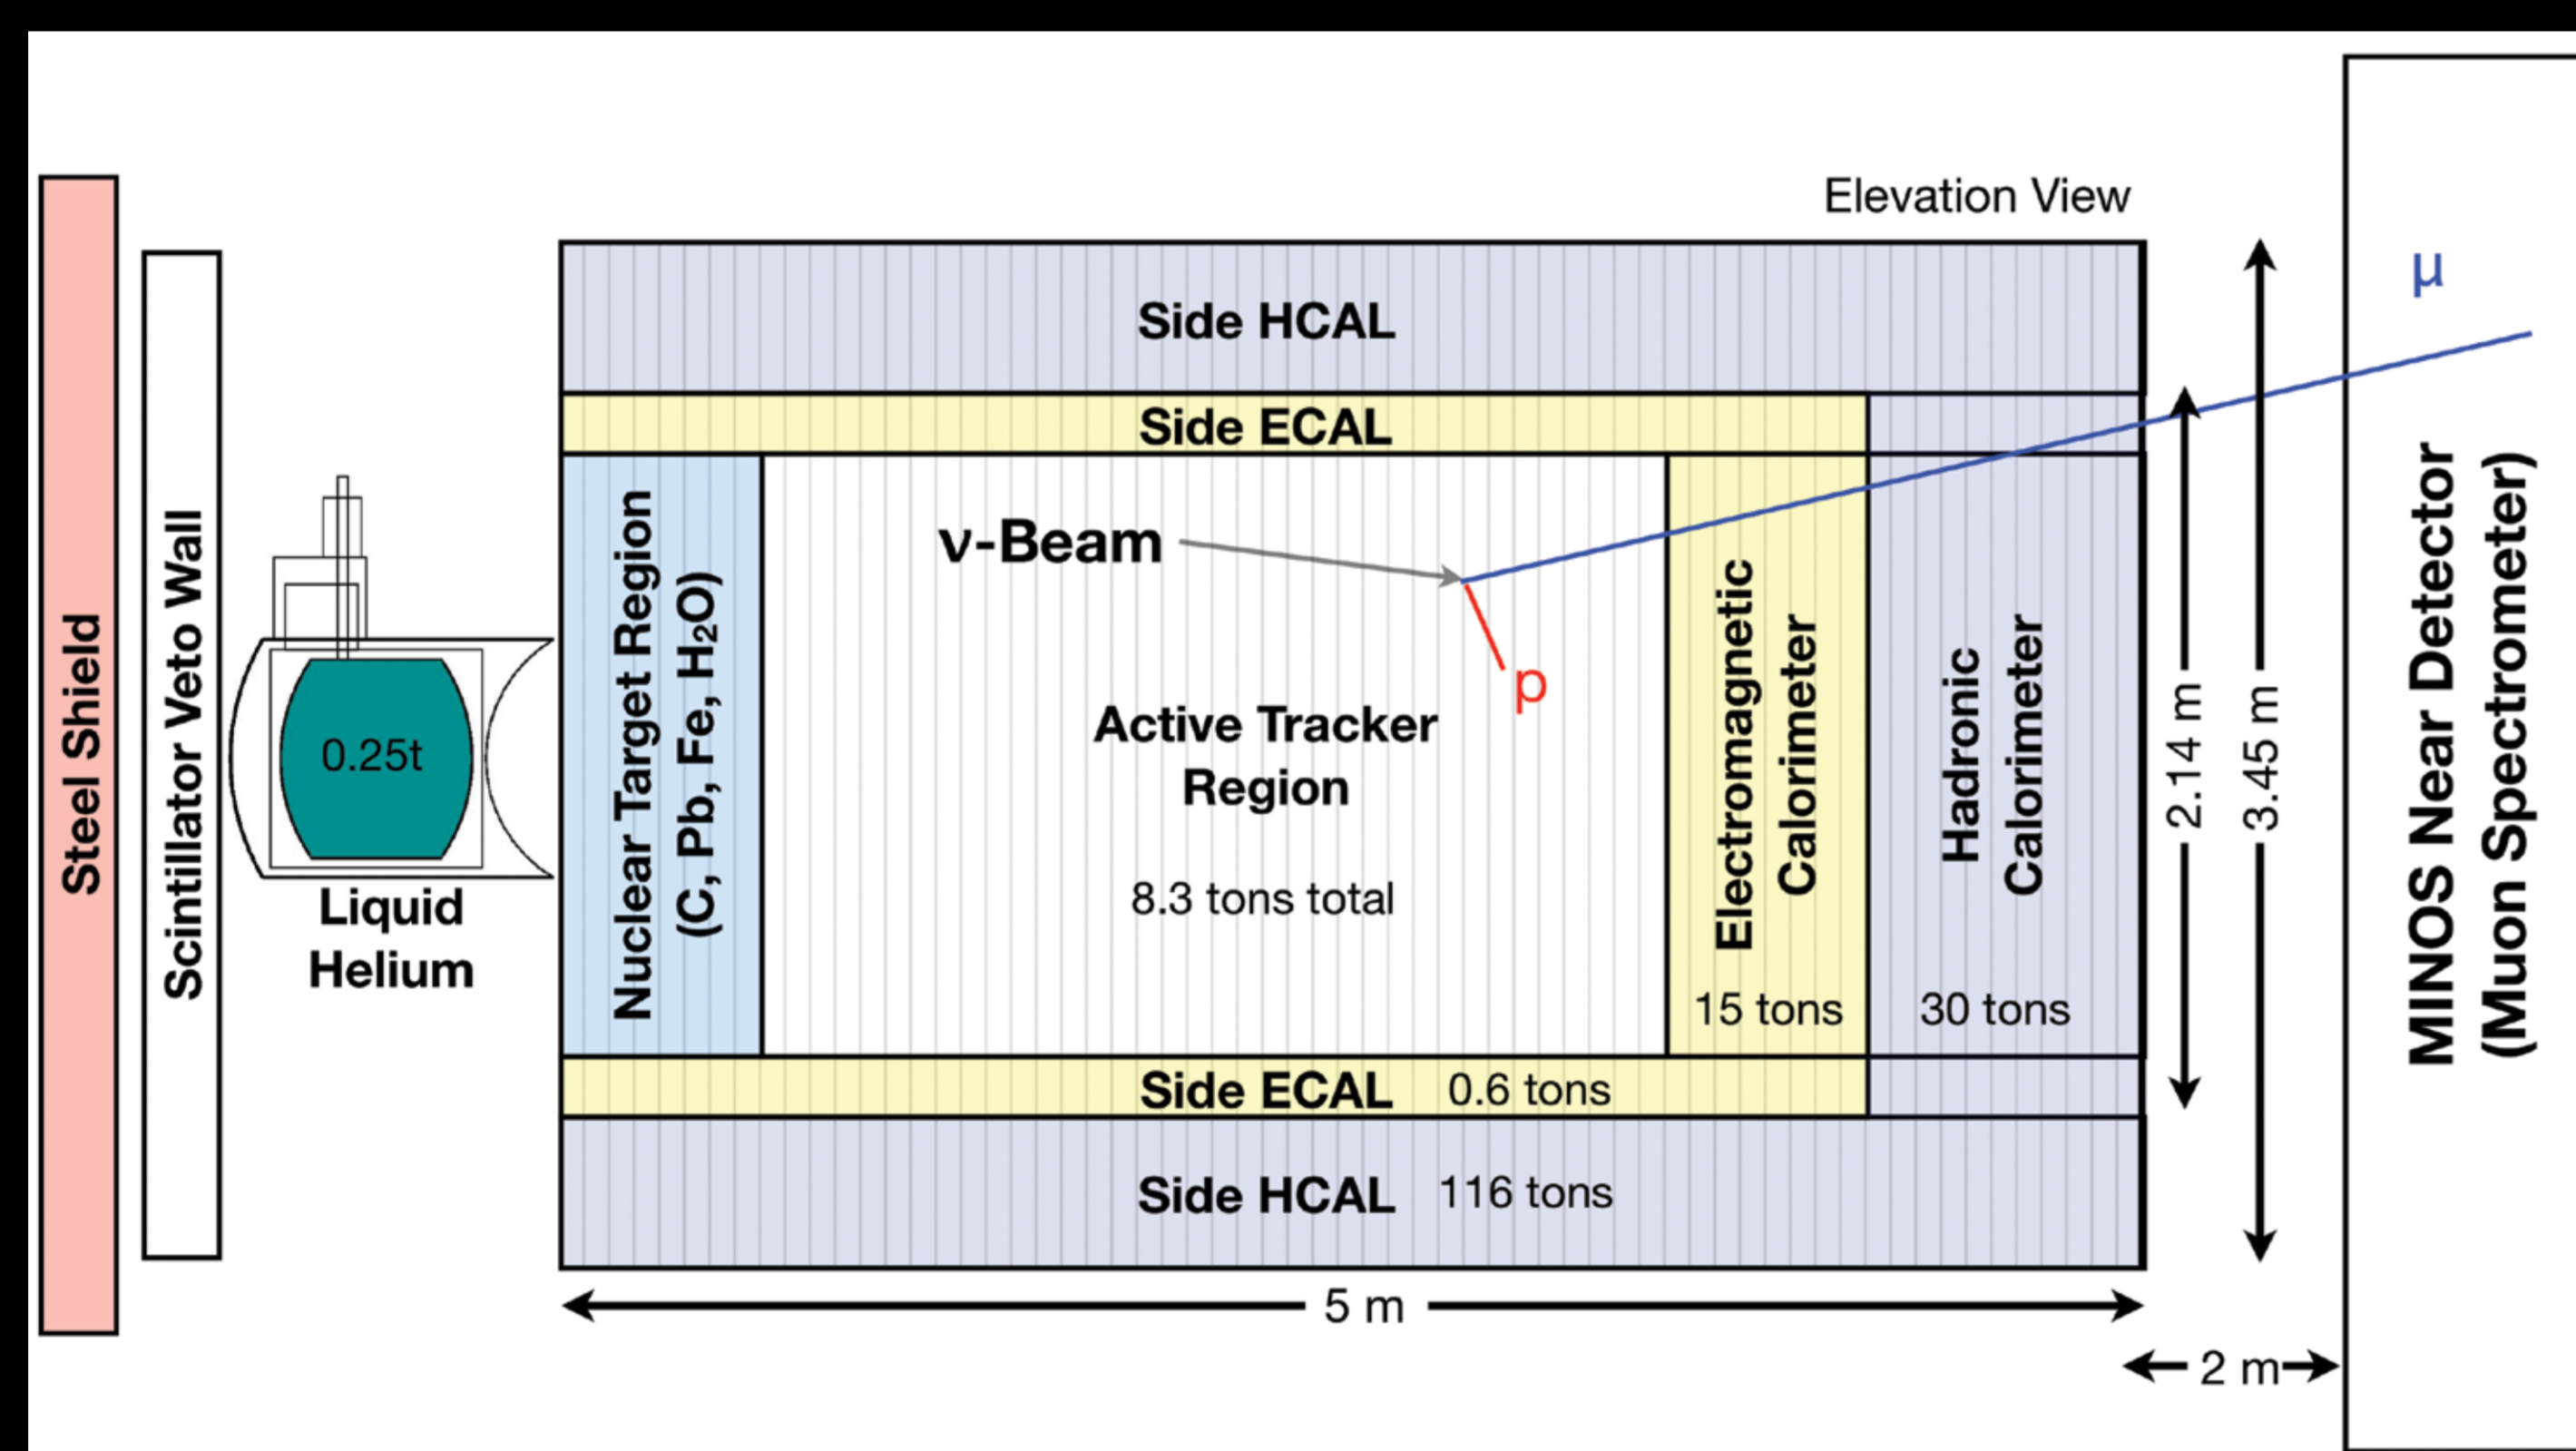 Elevation View
μ
Side HCAL
Side ECAL
Steel Shield
Scintillator Veto Wall
0.25t
Liquid
Helium
Nuclear Target Region
(C, Pb, Fe, H₂O)
ν-Beam
p
Active Tracker
Region
8.3 tons total
Electromagnetic
Calorimeter
15 tons
Hadronic
Calorimeter
30 tons
2.14 m
3.45 m
MINOS Near Detector
(Muon Spectrometer)
Side ECAL 0.6 tons
Side HCAL 116 tons
5 m
2 m